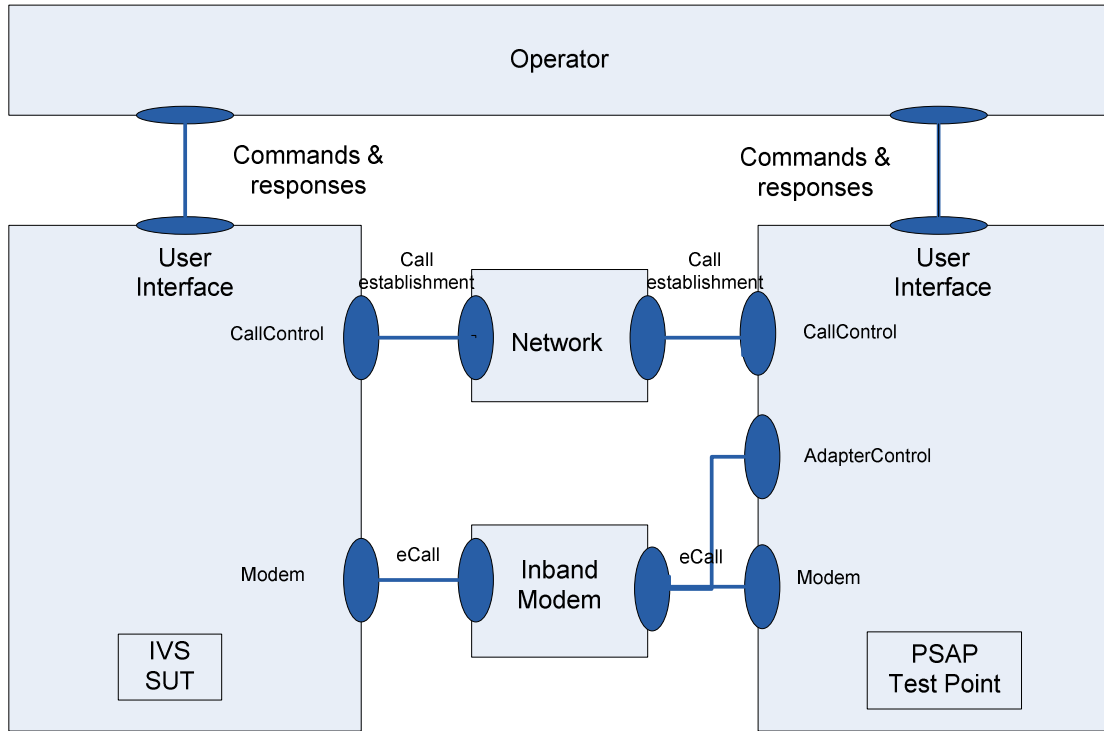 Operator
Commands &
responses
Commands &
responses
User
Interface
User
Interface
Call
establishment
Call
establishment
CallControl
Network
CallControl
AdapterControl
eCall
eCall
Modem
Inband
Modem
Modem
IVS
SUT
PSAP
Test Point